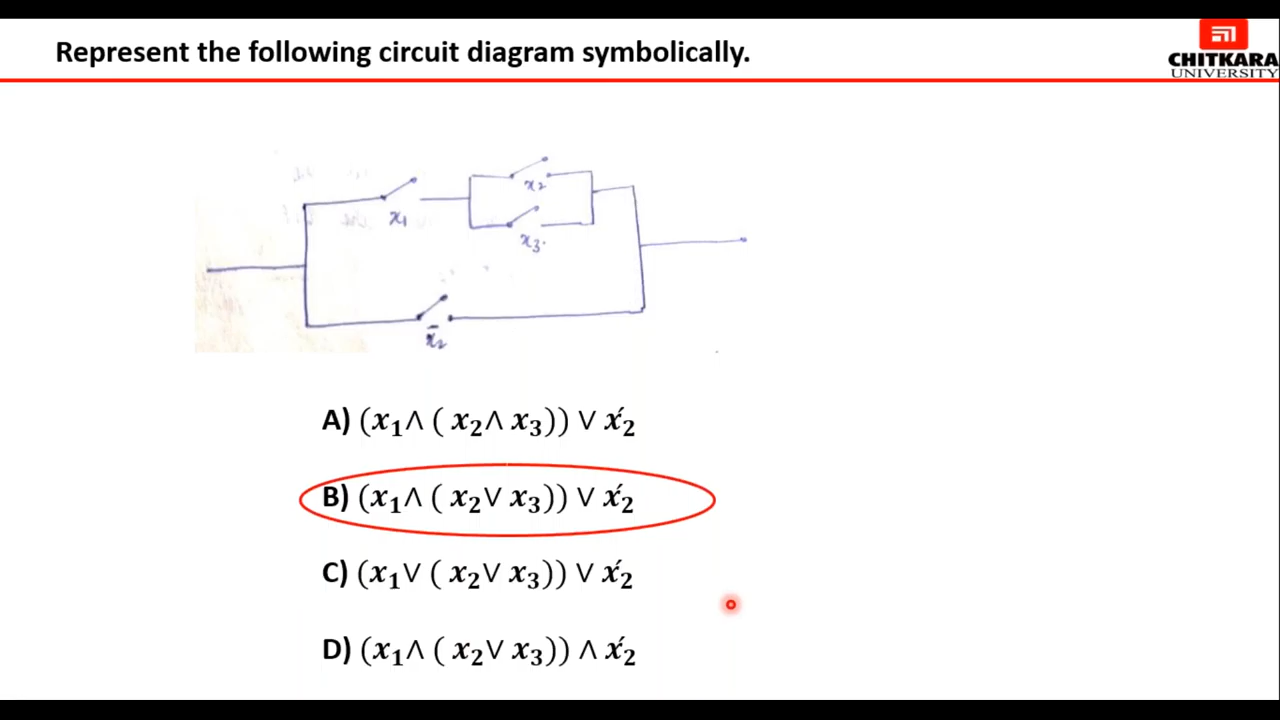 Represent the following circuit diagram symbolically.
CHITKARA
UNIVERSITY
x₂
x₁
x₃.
x̄₂
A) (x₁∧ ( x₂∧ x₃)) ∨ x́₂
B) (x₁∧ ( x₂∨ x₃)) ∨ x́₂
C) (x₁∨ ( x₂∨ x₃)) ∨ x́₂
D) (x₁∧ ( x₂∨ x₃)) ∧ x́₂